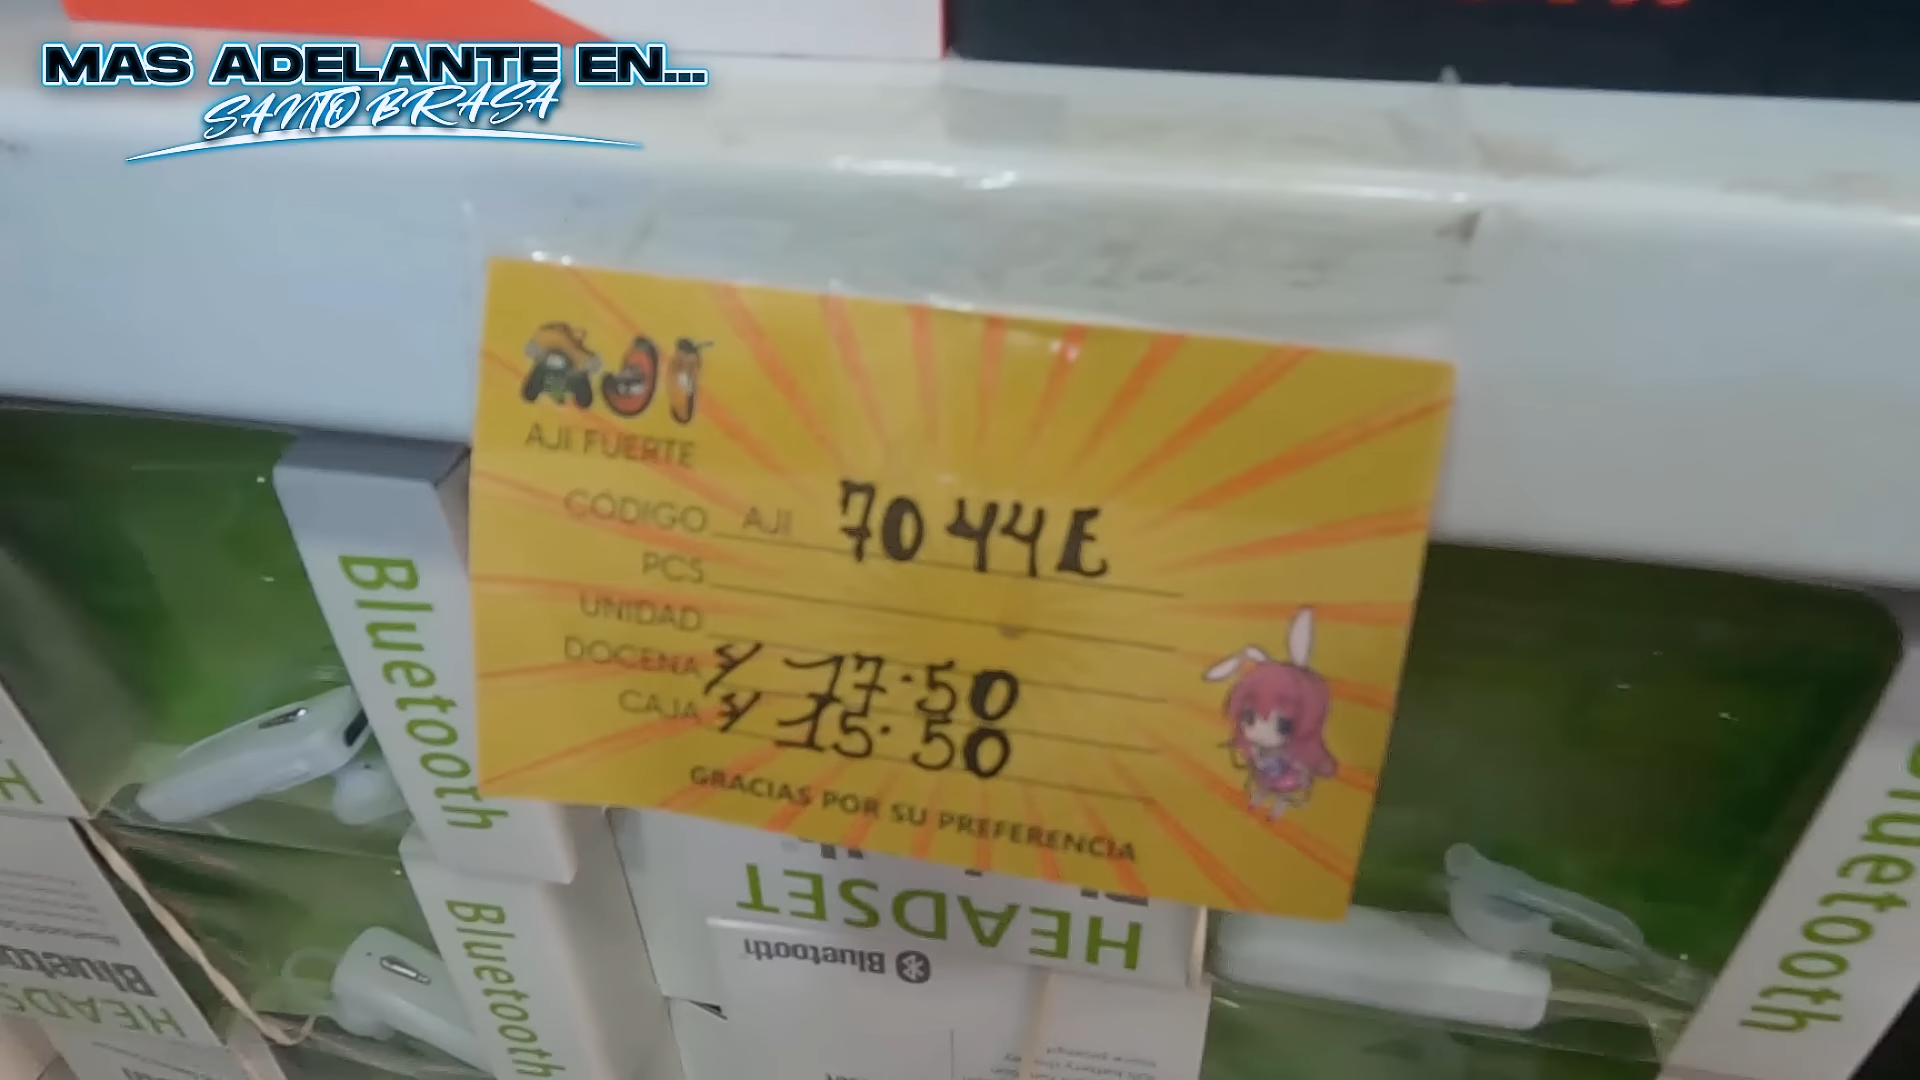 MAS ADELANTE EN...
SANTO BRASA
AJI
AJI FUERTE
CÓDIGO AJI 7044E
PCS
UNIDAD
DOCENA S/ 17.50
CAJA S/ 15.50
GRACIAS POR SU PREFERENCIA
Bluetooth
Bluetooth
HEADSET
Bluetooth
Bluetooth